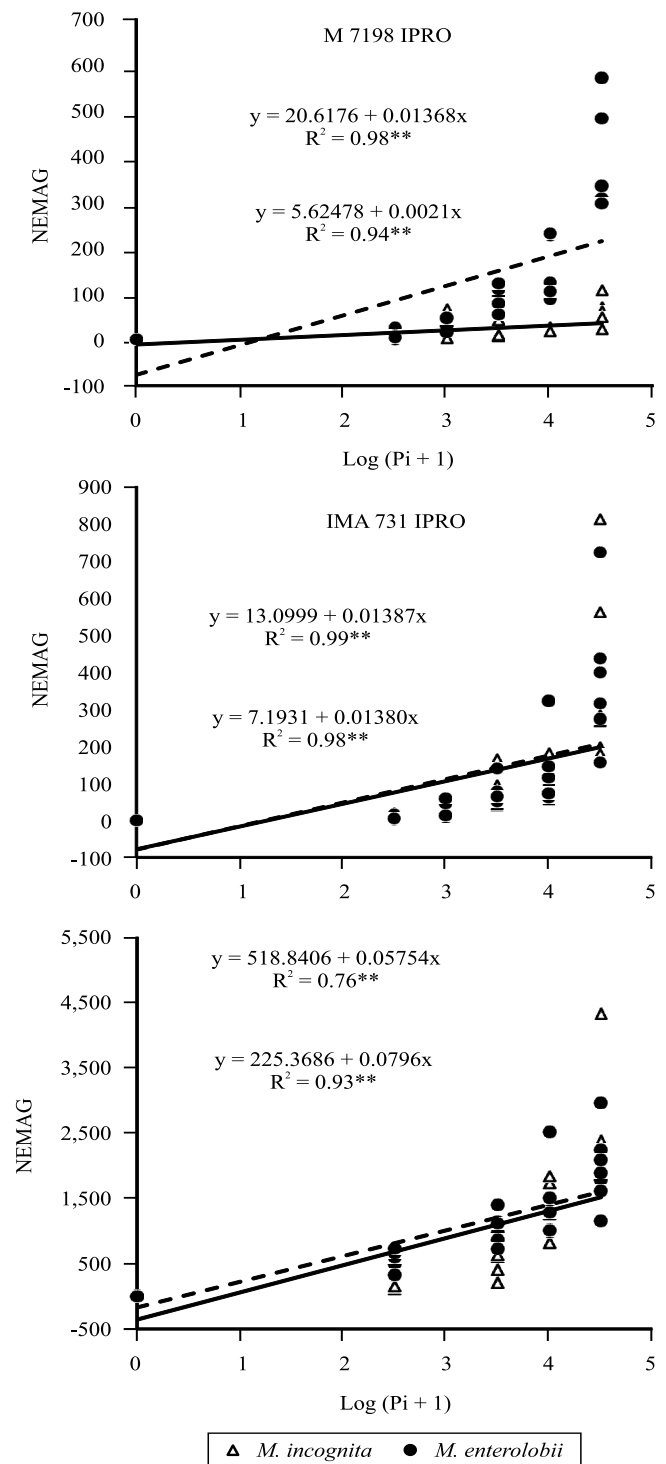 M 7198 IPRO
y = 20.6176 + 0.01368x
R² = 0.98**
y = 5.62478 + 0.0021x
R² = 0.94**
NEMAG
700
600
500
400
300
200
100
0
-100
0 1 2 3 4 5
Log (Pi + 1)
IMA 731 IPRO
y = 13.0999 + 0.01387x
R² = 0.99**
y = 7.1931 + 0.01380x
R² = 0.98**
NEMAG
900
800
700
600
500
400
300
200
100
0
-100
0 1 2 3 4 5
y = 518.8406 + 0.05754x
R² = 0.76**
y = 225.3686 + 0.0796x
R² = 0.93**
NEMAG
5,500
4,500
3,500
2,500
1,500
500
-500
0 1 2 3 4 5
Log (Pi + 1)
M. incognita M. enterolobii